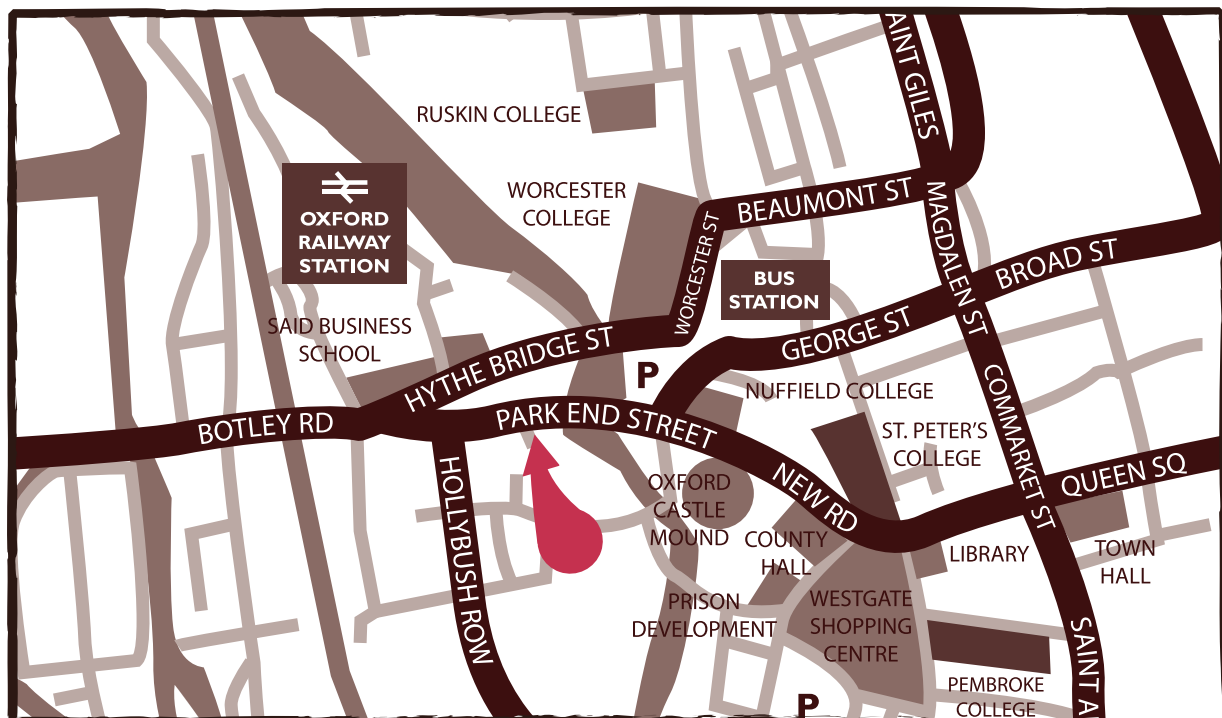 AINT GILES
RUSKIN COLLEGE
OXFORD
RAILWAY
STATION
WORCESTER
COLLEGE
BEAUMONT ST
MAGDALEN ST
WORCESTER ST
BROAD ST
BUS
STATION
SAID BUSINESS
SCHOOL
HYTHE BRIDGE ST
GEORGE ST
P
NUFFIELD COLLEGE
COMMARKET ST
BOTLEY RD
PARK END STREET
ST. PETER'S
COLLEGE
HOLLYBUSH ROW
OXFORD
CASTLE
MOUND
NEW RD
QUEEN SQ
COUNTY
HALL
LIBRARY
TOWN
HALL
PRISON
DEVELOPMENT
WESTGATE
SHOPPING
CENTRE
SAINT A
PEMBROKE
COLLEGE
P